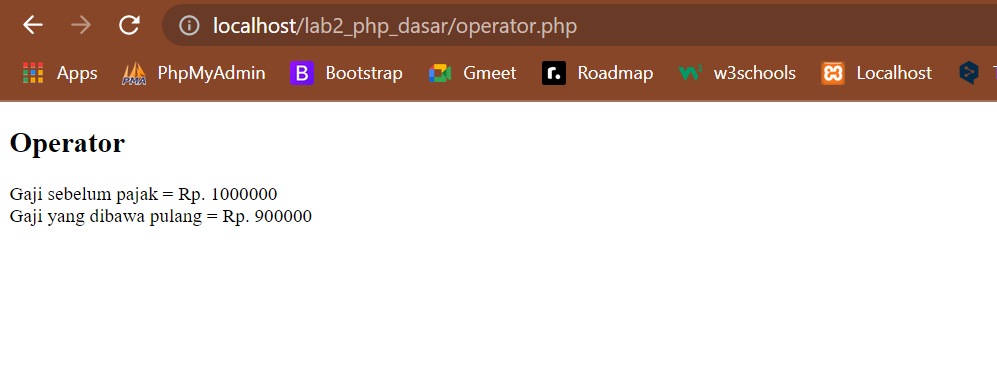 localhost/lab2_php_dasar/operator.php
Apps PMA PhpMyAdmin B Bootstrap Gmeet r. Roadmap w3schools Localhost
Operator
Gaji sebelum pajak = Rp. 1000000
Gaji yang dibawa pulang = Rp. 900000